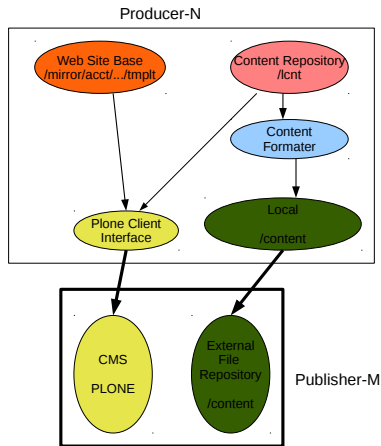 Producer-N
Web Site Base
/mirror/acct/.../tmplt
Content Repository
/lcnt
Content
Formater
Plone Client
Interface
Local
/content
CMS
PLONE
External
File
Repository
/content
Publisher-M